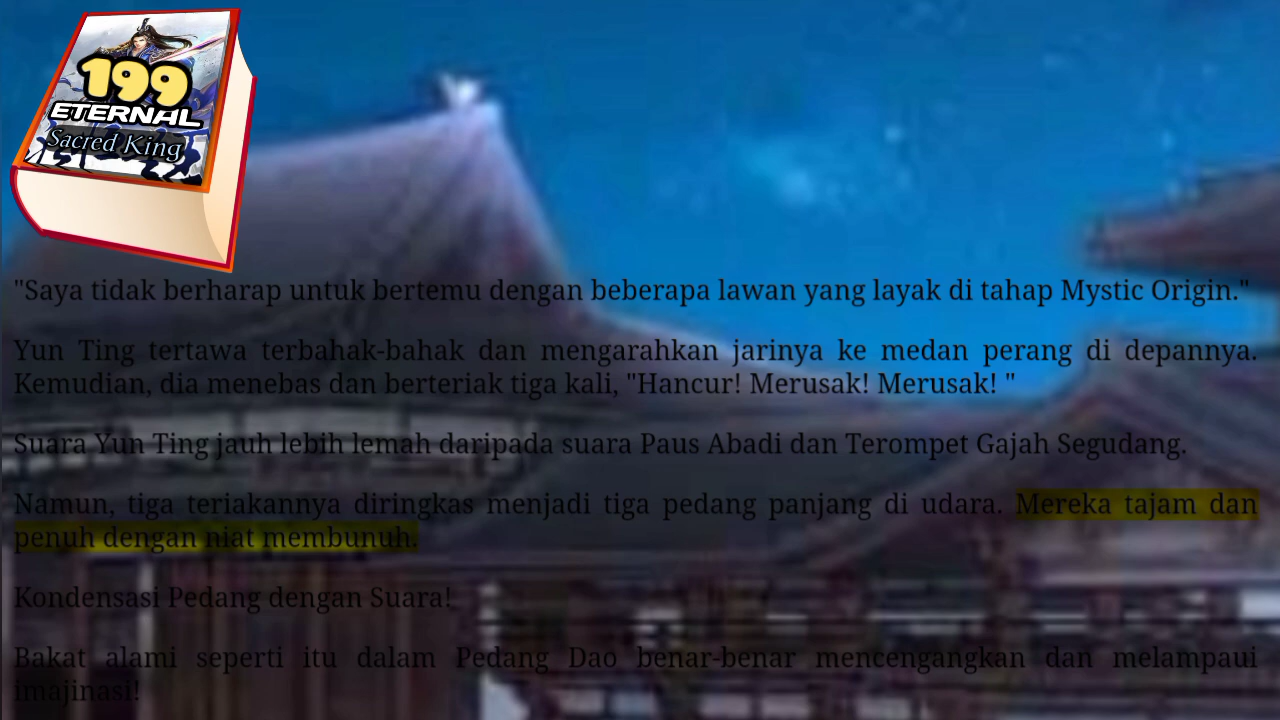 199
ETERNAL
Sacred King
"Saya tidak berharap untuk bertemu dengan beberapa lawan yang layak di tahap Mystic Origin."
Yun Ting tertawa terbahak-bahak dan mengarahkan jarinya ke medan perang di depannya.
Kemudian, dia menebas dan berteriak tiga kali, "Hancur! Merusak! Merusak! "
Suara Yun Ting jauh lebih lemah daripada suara Paus Abadi dan Terompet Gajah Segudang.
Namun, tiga teriakannya diringkas menjadi tiga pedang panjang di udara. Mereka tajam dan
penuh dengan niat membunuh.
Kondensasi Pedang dengan Suara!
Bakat alami seperti itu dalam Pedang Dao benar-benar mencengangkan dan melampaui
imajinasi!